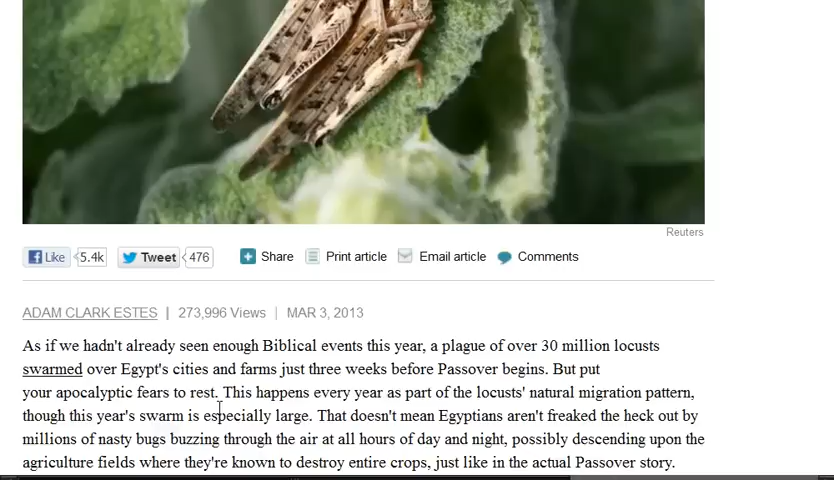 Reuters
Like 5.4k Tweet 476 Share Print article Email article Comments
ADAM CLARK ESTES | 273,996 Views | MAR 3, 2013
As if we hadn't already seen enough Biblical events this year, a plague of over 30 million locusts
swarmed over Egypt's cities and farms just three weeks before Passover begins. But put
your apocalyptic fears to rest. This happens every year as part of the locusts' natural migration pattern,
though this year's swarm is especially large. That doesn't mean Egyptians aren't freaked the heck out by
millions of nasty bugs buzzing through the air at all hours of day and night, possibly descending upon the
agriculture fields where they're known to destroy entire crops, just like in the actual Passover story.